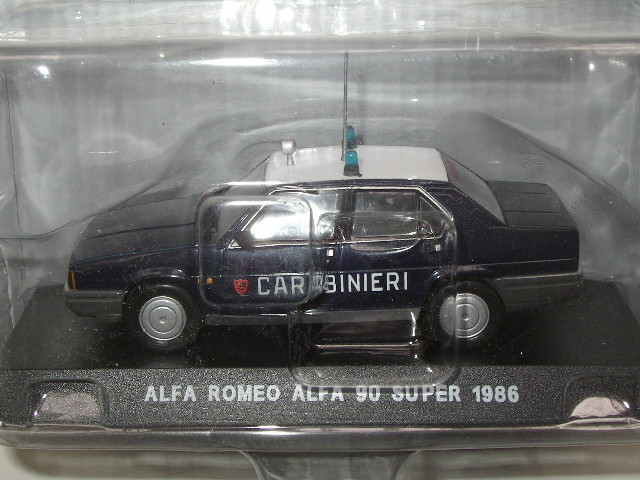 CARABINIERI
ALFA ROMEO ALFA 90 SUPER 1986